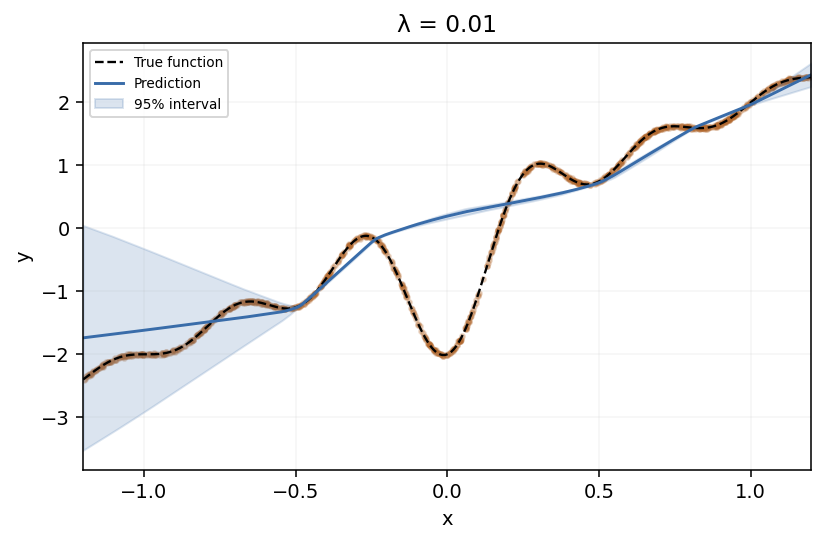 λ = 0.01
True function
Prediction
95% interval
y
2
1
0
−1
−2
−3
−1.0 −0.5 0.0 0.5 1.0
x